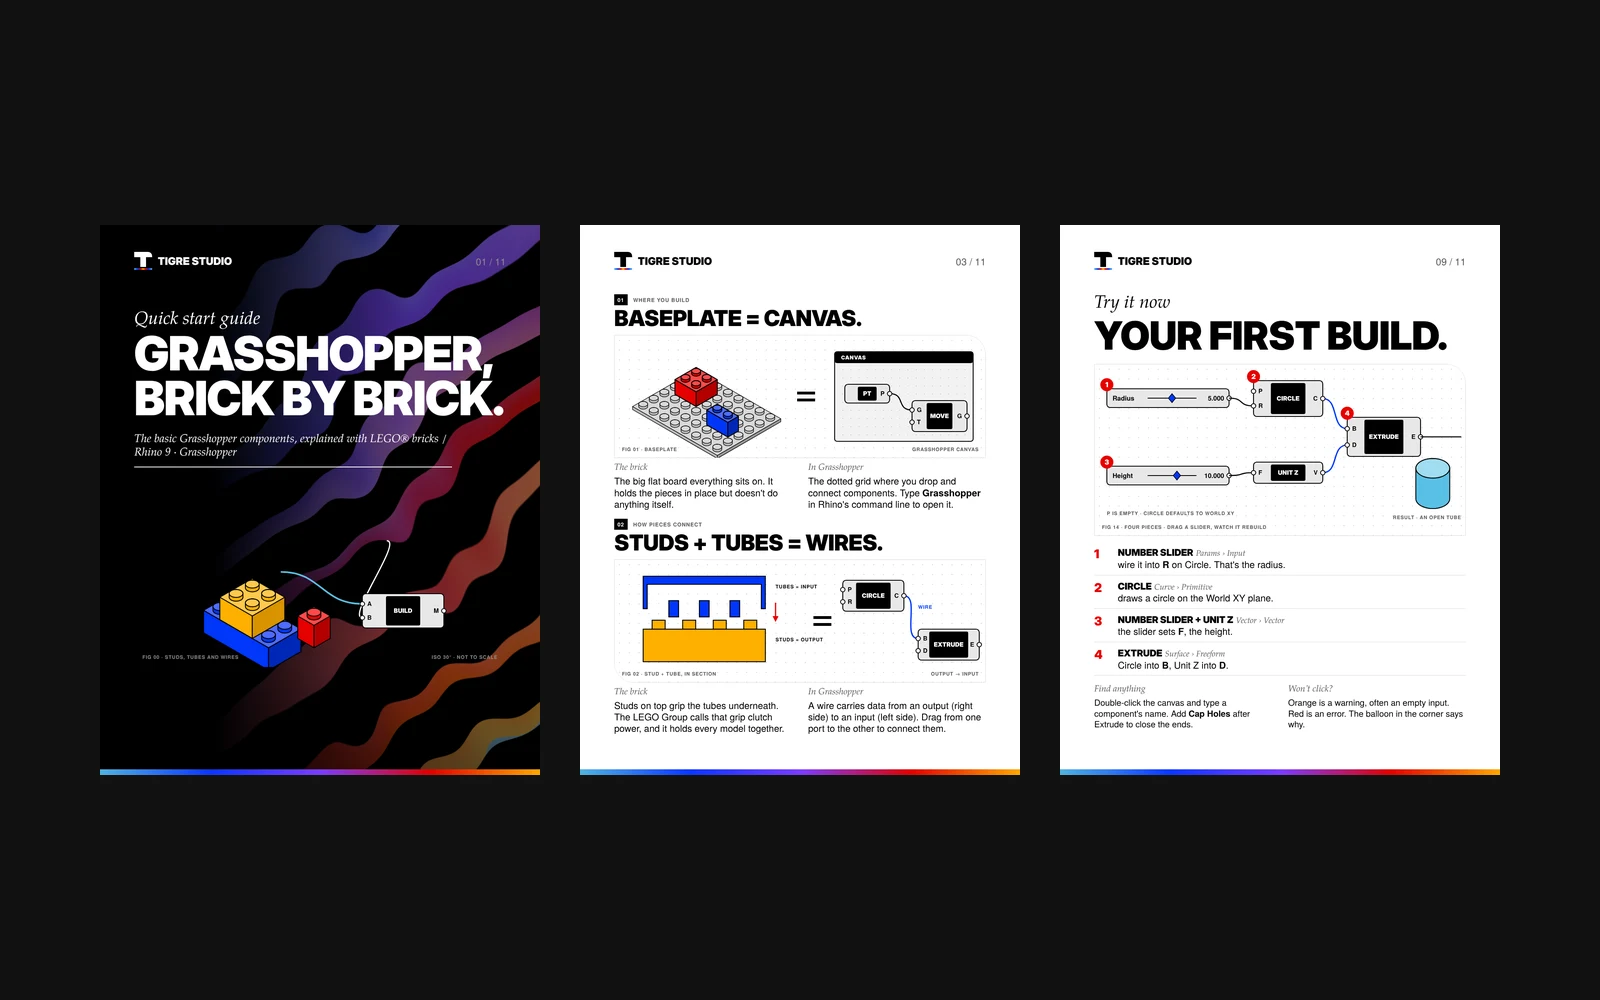 TIGRE STUDIO
01 / 11
Quick start guide
GRASSHOPPER,
BRICK BY BRICK.
The basic Grasshopper components, explained with LEGO® bricks /
Rhino 9 · Grasshopper
A
B
BUILD
M
FIG 00 · STUDS, TUBES AND WIRES
ISO 30° · NOT TO SCALE
TIGRE STUDIO
03 / 11
01
WHERE YOU BUILD
BASEPLATE = CANVAS.
CANVAS
PT
P
G
T
MOVE
G
=
FIG 01 · BASEPLATE
GRASSHOPPER CANVAS
The brick
The big flat board everything sits on. It
holds the pieces in place but doesn't do
anything itself.
In Grasshopper
The dotted grid where you drop and
connect components. Type Grasshopper
in Rhino's command line to open it.
02
HOW PIECES CONNECT
STUDS + TUBES = WIRES.
TUBES = INPUT
STUDS = OUTPUT
=
P
R
CIRCLE
C
WIRE
B
D
EXTRUDE
E
FIG 02 · STUD + TUBE, IN SECTION
OUTPUT → INPUT
The brick
Studs on top grip the tubes underneath.
The LEGO Group calls that grip clutch
power, and it holds every model together.
In Grasshopper
A wire carries data from an output (right
side) to an input (left side). Drag from one
port to the other to connect them.
TIGRE STUDIO
09 / 11
Try it now
YOUR FIRST BUILD.
1
Radius
5.000
2
P
R
CIRCLE
C
4
B
D
EXTRUDE
E
3
Height
10.000
F
UNIT Z
V
P IS EMPTY · CIRCLE DEFAULTS TO WORLD XY
RESULT · AN OPEN TUBE
FIG 14 · FOUR PIECES · DRAG A SLIDER, WATCH IT REBUILD
1
NUMBER SLIDER Params › Input
wire it into R on Circle. That's the radius.
2
CIRCLE Curve › Primitive
draws a circle on the World XY plane.
3
NUMBER SLIDER + UNIT Z Vector › Vector
the slider sets F, the height.
4
EXTRUDE Surface › Freeform
Circle into B, Unit Z into D.
Find anything
Double-click the canvas and type a
component's name. Add Cap Holes after
Extrude to close the ends.
Won't click?
Orange is a warning, often an empty input.
Red is an error. The balloon in the corner says
why.